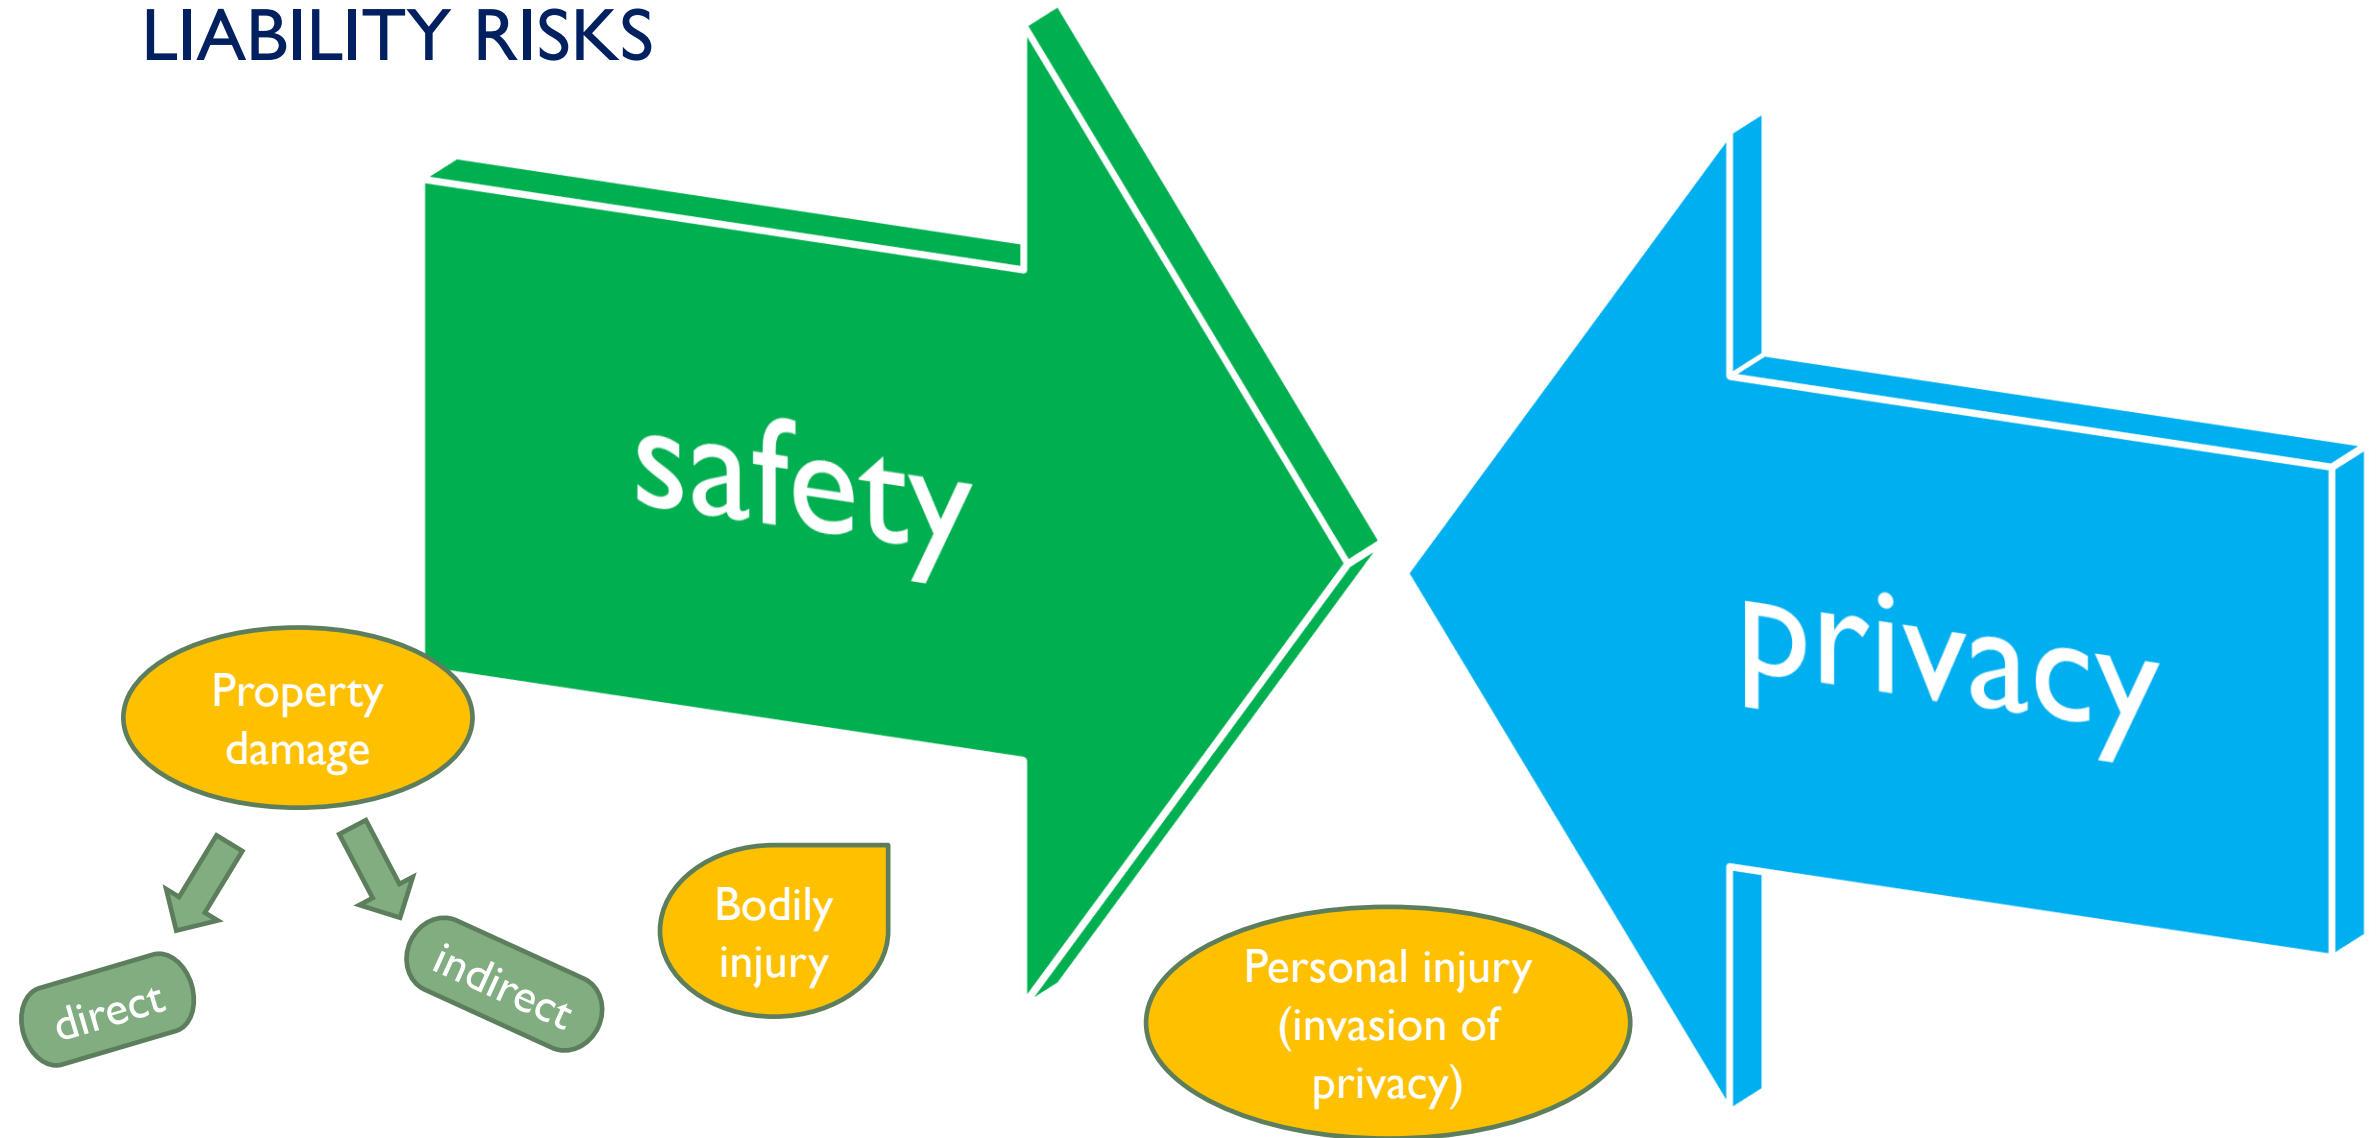 LIABILITY RISKS
safety
privacy
Property
damage
direct
indirect
Bodily
injury
Personal injury
(invasion of
privacy)